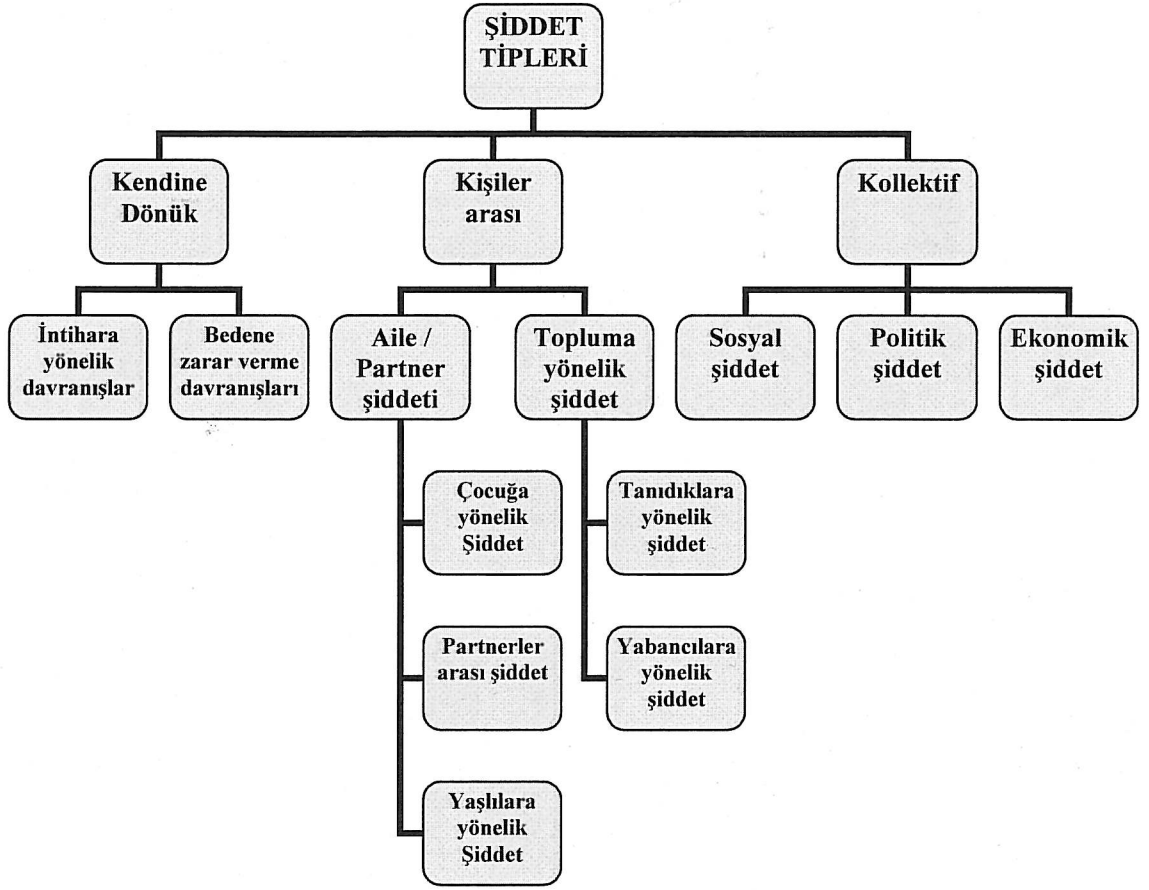 ŞİDDET
TİPLERİ
Kendine
Dönük
Kişiler
arası
Kollektif
İntihara
yönelik
davranışlar
Bedene
zarar verme
davranışları
Aile /
Partner
şiddeti
Topluma
yönelik
şiddet
Sosyal
şiddet
Politik
şiddet
Ekonomik
şiddet
Çocuğa
yönelik
Şiddet
Tanıdıklara
yönelik
şiddet
Partnerler
arası şiddet
Yabancılara
yönelik
şiddet
Yaşlılara
yönelik
Şiddet